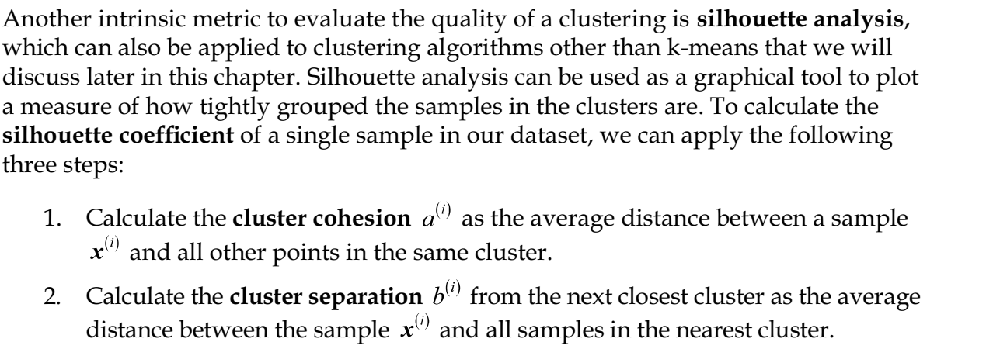 Another intrinsic metric to evaluate the quality of a clustering is silhouette analysis,
which can also be applied to clustering algorithms other than k-means that we will
discuss later in this chapter. Silhouette analysis can be used as a graphical tool to plot
a measure of how tightly grouped the samples in the clusters are. To calculate the
silhouette coefficient of a single sample in our dataset, we can apply the following
three steps:
1. Calculate the cluster cohesion a^(i) as the average distance between a sample
x^(i) and all other points in the same cluster.
2. Calculate the cluster separation b^(i) from the next closest cluster as the average
distance between the sample x^(i) and all samples in the nearest cluster.